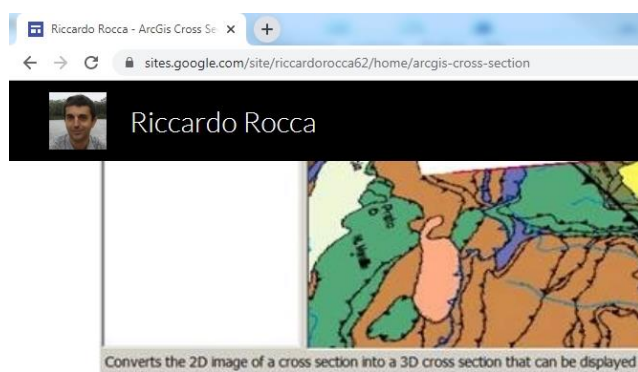 Riccardo Rocca - ArcGis Cross Se
sites.google.com/site/riccardorocca62/home/arcgis-cross-section
Riccardo Rocca
Converts the 2D image of a cross section into a 3D cross section that can be displayed